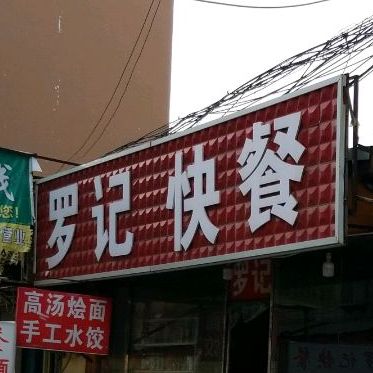 罗记 快餐
高汤烩面
手工水饺
罗记